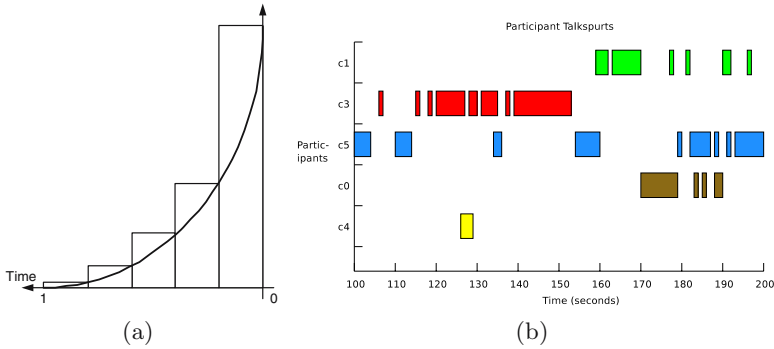 Participant Talkspurts
c1
c3
Partic-
ipants
c5
c0
c4
Time
1
0
100 110 120 130 140 150 160 170 180 190 200
Time (seconds)
(a)
(b)